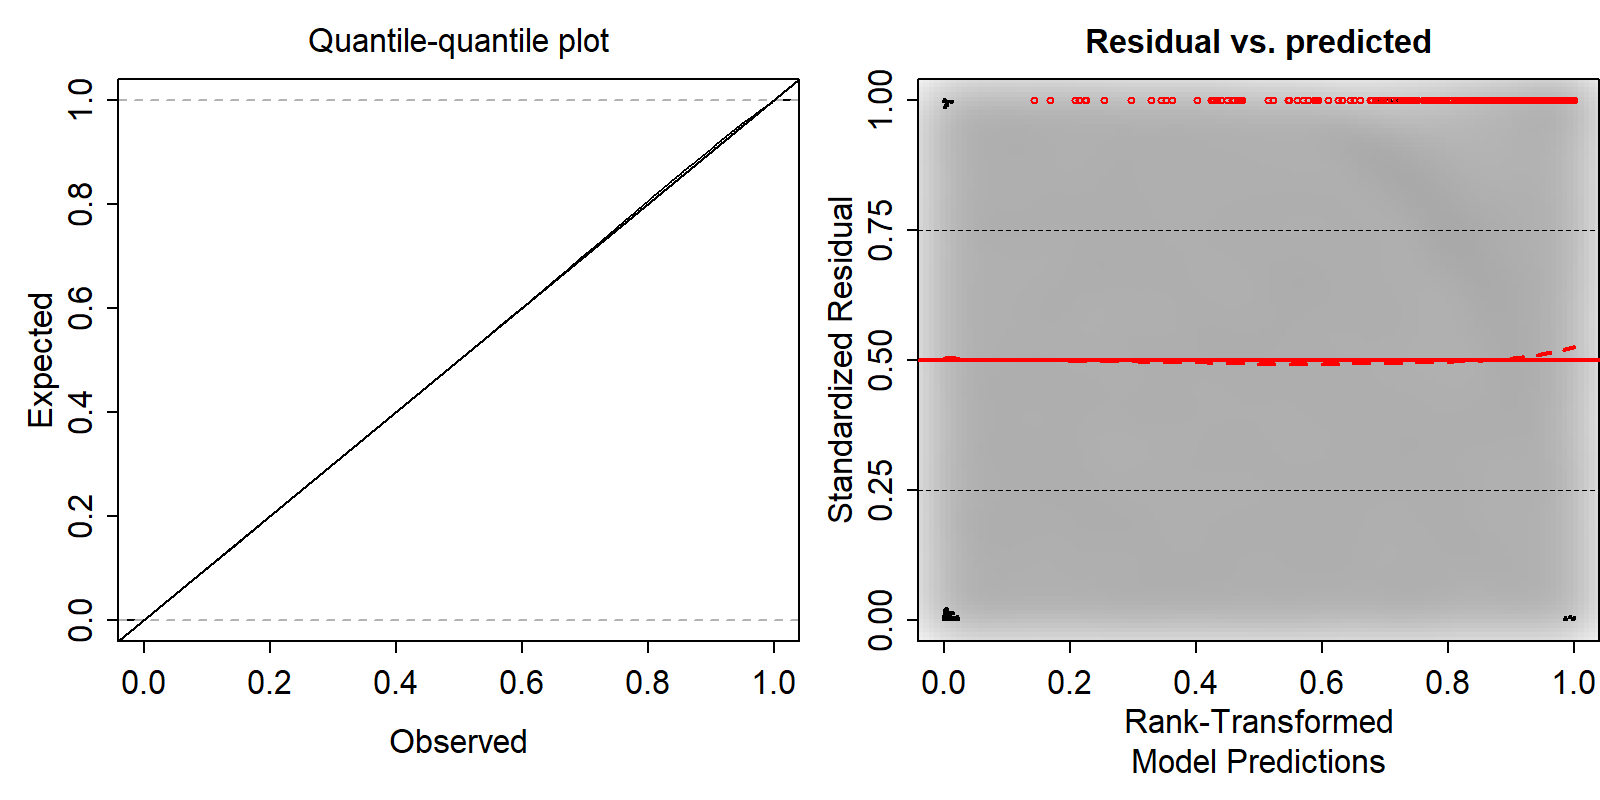 Quantile-quantile plot
Expected
0.0 0.2 0.4 0.6 0.8 1.0
0.0 0.2 0.4 0.6 0.8 1.0
Observed
Residual vs. predicted
Standardized Residual
0.00 0.25 0.50 0.75 1.00
0.0 0.2 0.4 0.6 0.8 1.0
Rank-Transformed
Model Predictions